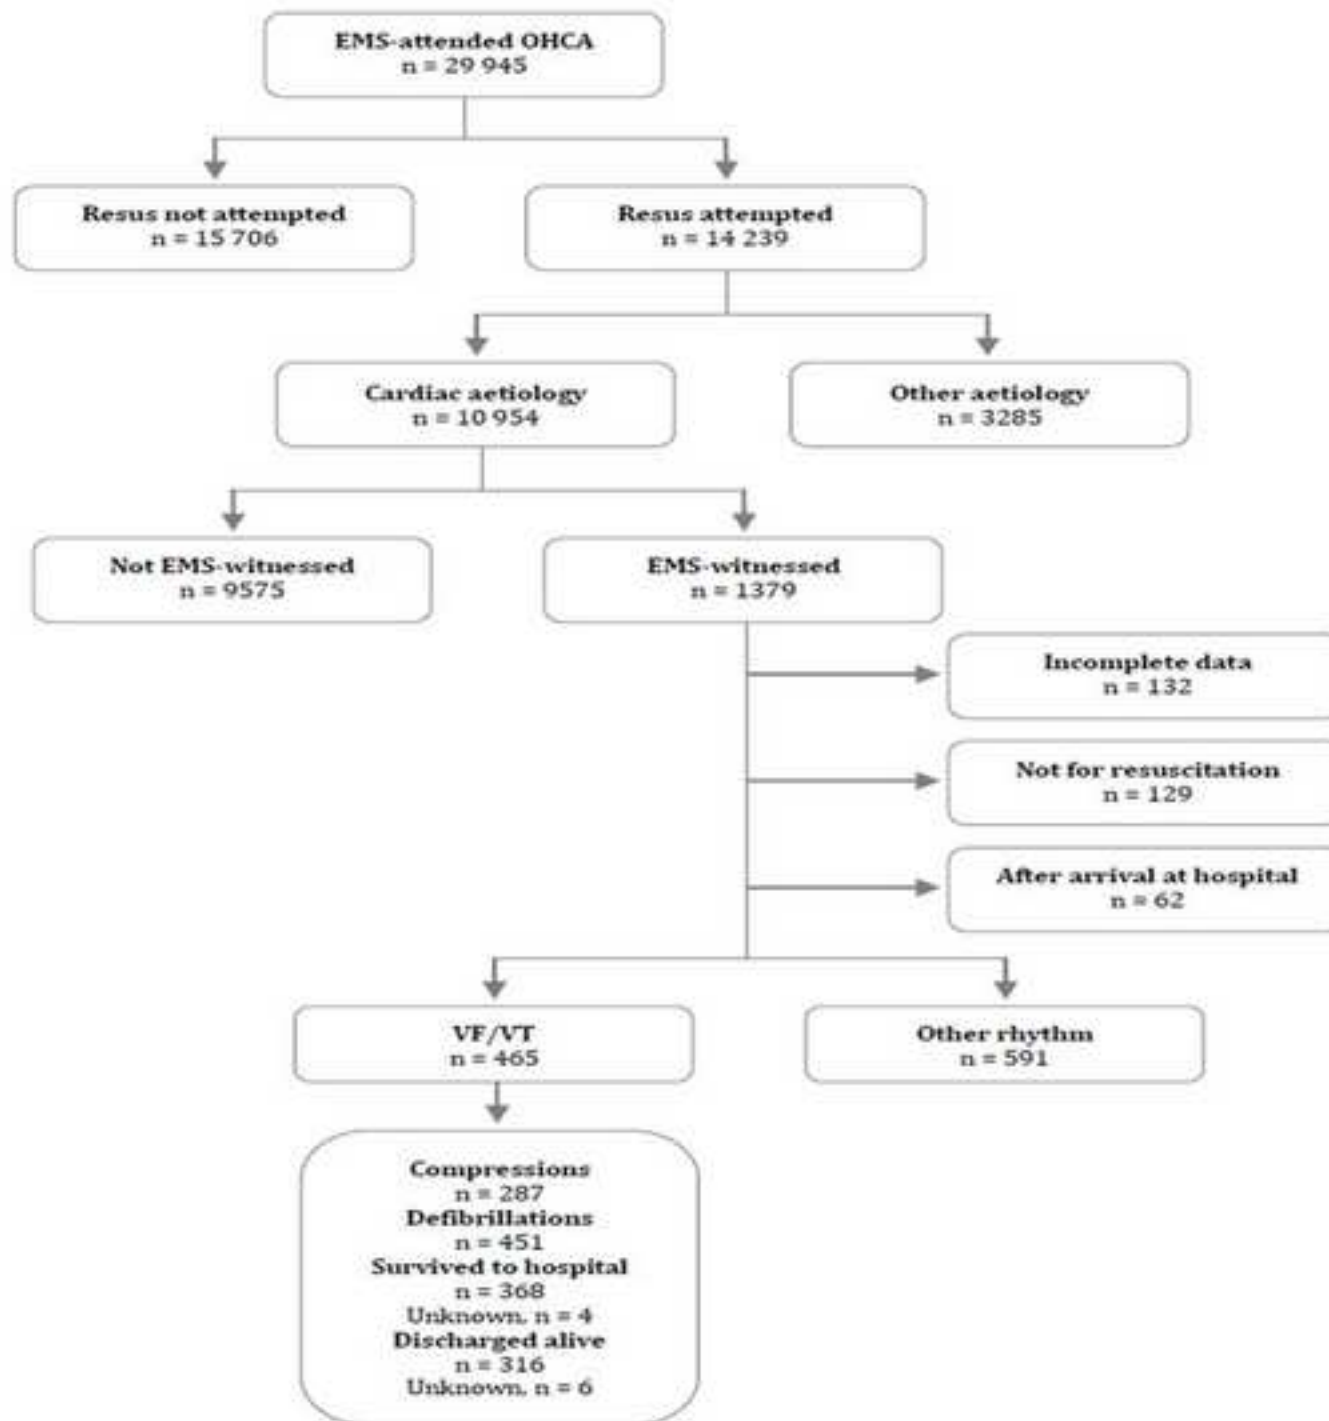 EMS-attended OHCA
n = 29 945
Resus not attempted
n = 15 706
Resus attempted
n = 14 239
Cardiac aetiology
n = 10 954
Other aetiology
n = 3285
Not EMS-witnessed
n = 9575
EMS-witnessed
n = 1379
Incomplete data
n = 132
Not for resuscitation
n = 129
After arrival at hospital
n = 62
VF/VT
n = 465
Other rhythm
n = 591
Compressions
n = 287
Defibrillations
n = 451
Survived to hospital
n = 368
Unknown, n = 4
Discharged alive
n = 316
Unknown, n = 6